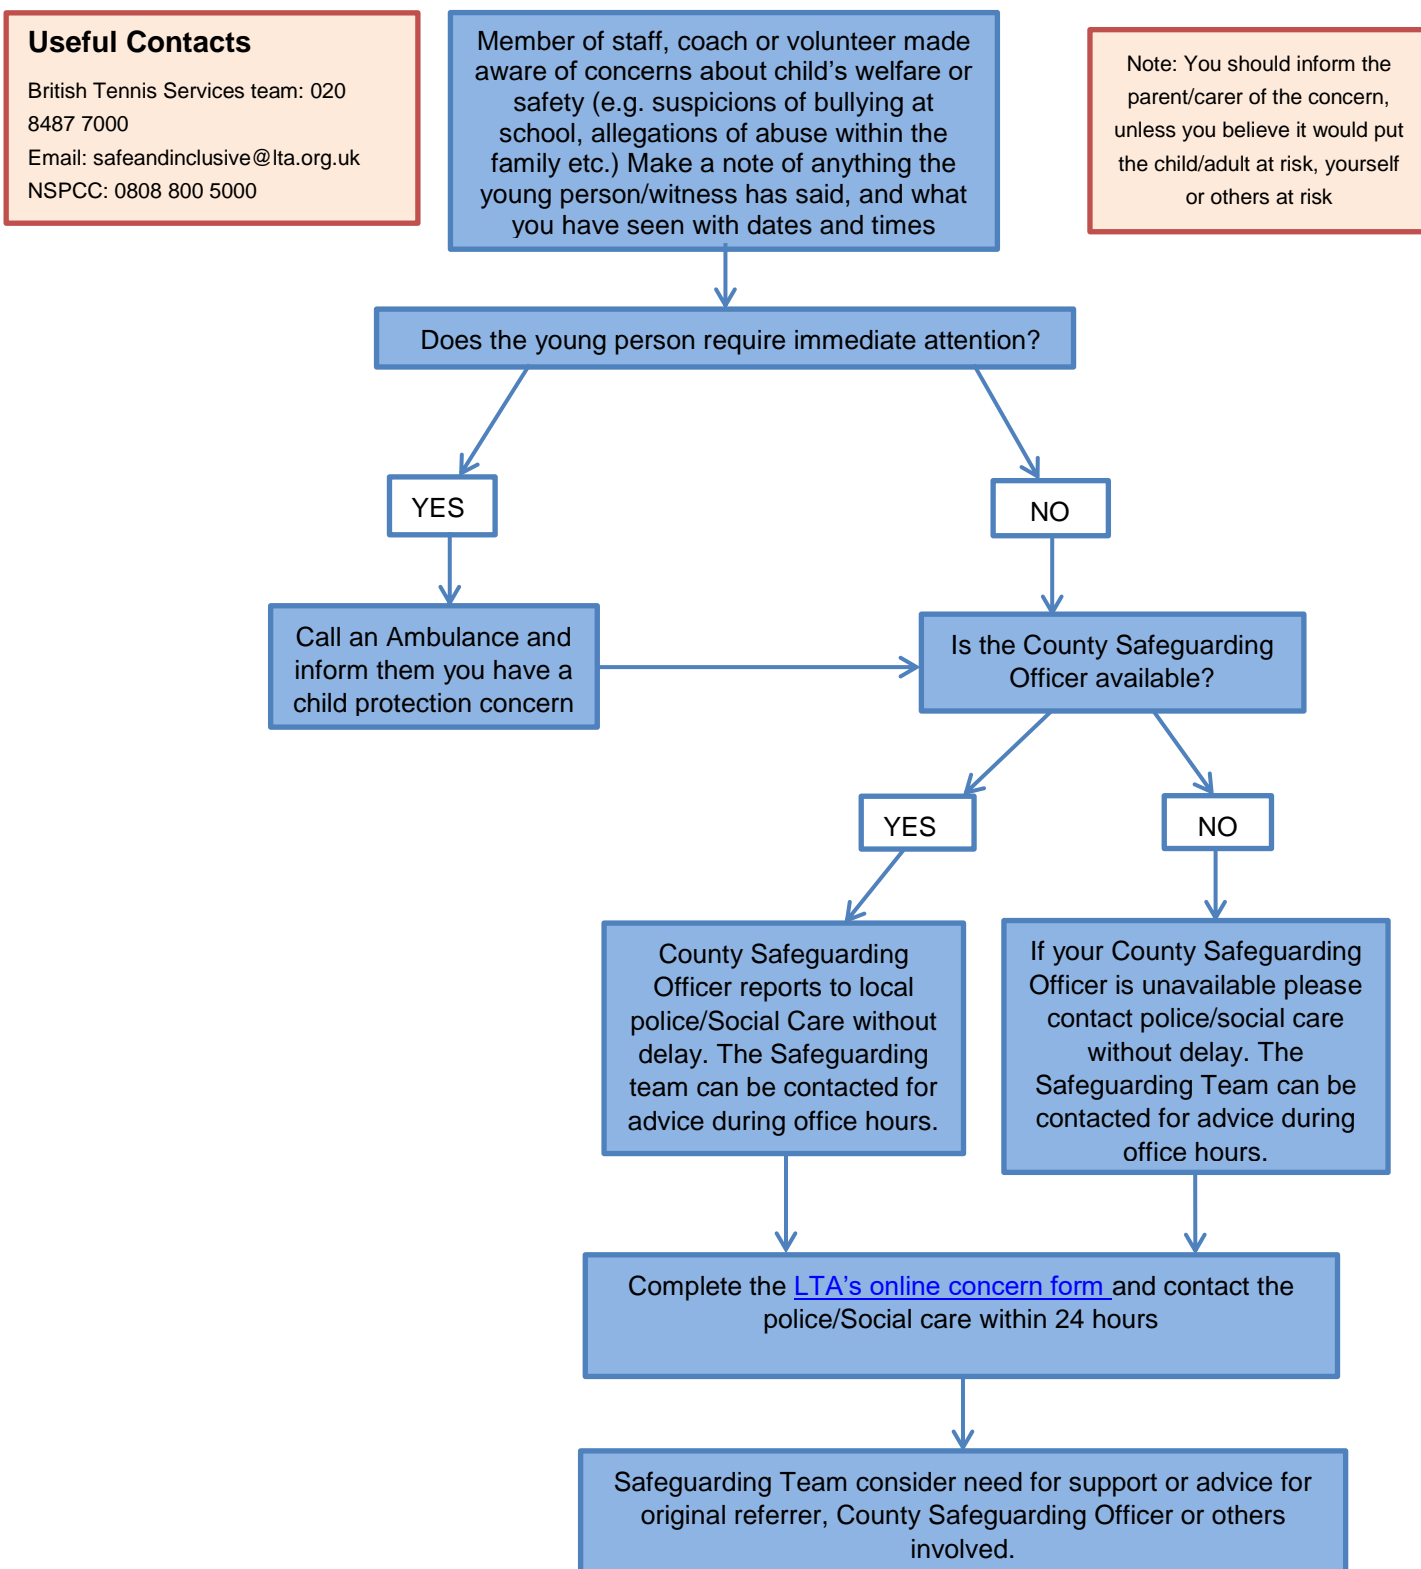 Useful Contacts
British Tennis Services team: 020
8487 7000
Email: safeandinclusive@lta.org.uk
NSPCC: 0808 800 5000
Member of staff, coach or volunteer made
aware of concerns about child’s welfare or
safety (e.g. suspicions of bullying at
school, allegations of abuse within the
family etc.) Make a note of anything the
young person/witness has said, and what
you have seen with dates and times
Note: You should inform the
parent/carer of the concern,
unless you believe it would put
the child/adult at risk, yourself
or others at risk
Does the young person require immediate attention?
YES
NO
Call an Ambulance and
inform them you have a
child protection concern
Is the County Safeguarding
Officer available?
YES
NO
County Safeguarding
Officer reports to local
police/Social Care without
delay. The Safeguarding
team can be contacted for
advice during office hours.
If your County Safeguarding
Officer is unavailable please
contact police/social care
without delay. The
Safeguarding Team can be
contacted for advice during
office hours.
Complete the LTA’s online concern form and contact the
police/Social care within 24 hours
Safeguarding Team consider need for support or advice for
original referrer, County Safeguarding Officer or others
involved.